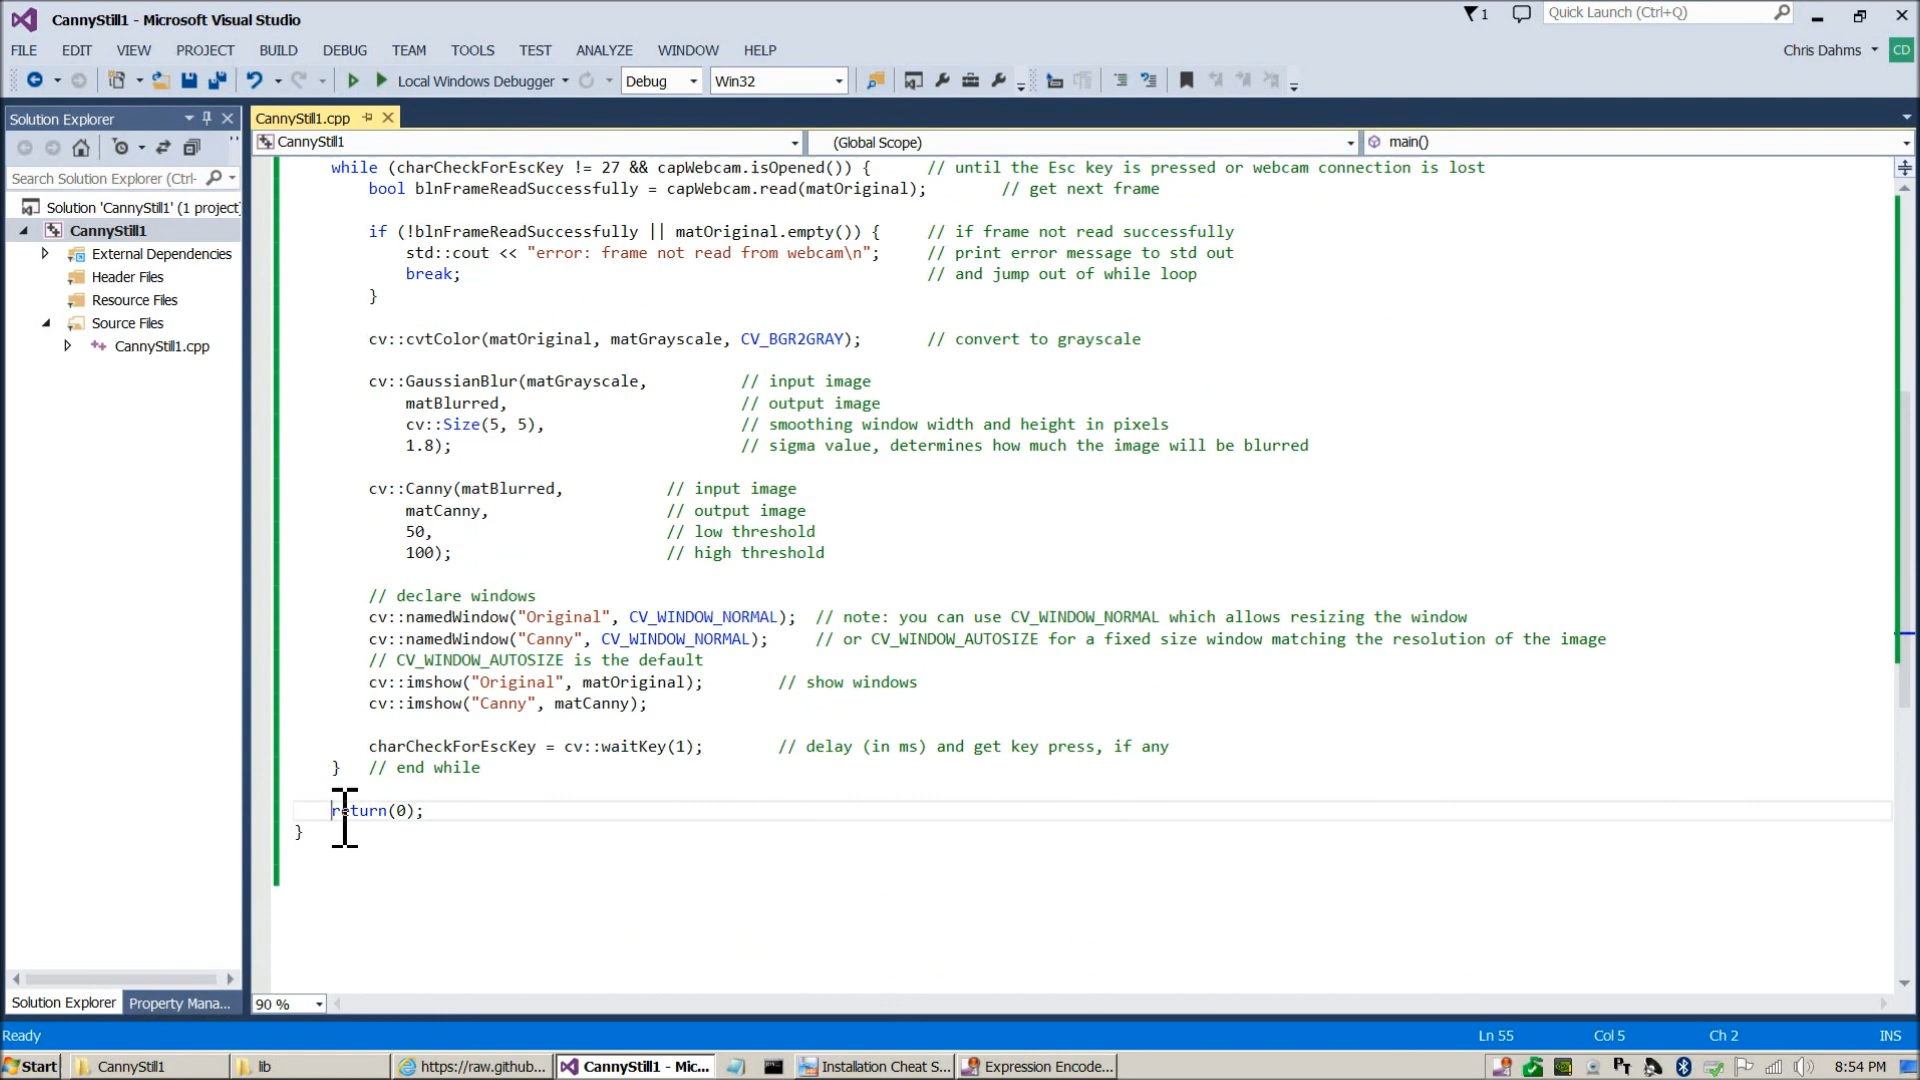 CannyStill1 - Microsoft Visual Studio
1
Quick Launch (Ctrl+Q)
FILE EDIT VIEW PROJECT BUILD DEBUG TEAM TOOLS TEST ANALYZE WINDOW HELP
Chris Dahms
CD
Local Windows Debugger
Debug
Win32
Solution Explorer
CannyStill1.cpp
CannyStill1
(Global Scope)
main()
Search Solution Explorer (Ctrl-
Solution 'CannyStill1' (1 project)
CannyStill1
External Dependencies
Header Files
Resource Files
Source Files
CannyStill1.cpp
while (charCheckForEscKey != 27 && capWebcam.isOpened()) { // until the Esc key is pressed or webcam connection is lost
bool blnFrameReadSuccessfully = capWebcam.read(matOriginal); // get next frame
if (!blnFrameReadSuccessfully || matOriginal.empty()) { // if frame not read successfully
std::cout << "error: frame not read from webcam\n"; // print error message to std out
break; // and jump out of while loop
}
cv::cvtColor(matOriginal, matGrayscale, CV_BGR2GRAY); // convert to grayscale
cv::GaussianBlur(matGrayscale, // input image
matBlurred, // output image
cv::Size(5, 5), // smoothing window width and height in pixels
1.8); // sigma value, determines how much the image will be blurred
cv::Canny(matBlurred, // input image
matCanny, // output image
50, // low threshold
100); // high threshold
// declare windows
cv::namedWindow("Original", CV_WINDOW_NORMAL); // note: you can use CV_WINDOW_NORMAL which allows resizing the window
cv::namedWindow("Canny", CV_WINDOW_NORMAL); // or CV_WINDOW_AUTOSIZE for a fixed size window matching the resolution of the image
// CV_WINDOW_AUTOSIZE is the default
cv::imshow("Original", matOriginal); // show windows
cv::imshow("Canny", matCanny);
charCheckForEscKey = cv::waitKey(1); // delay (in ms) and get key press, if any
} // end while
return(0);
}
Solution Explorer
Property Mana...
90 %
Ready
Ln 55
Col 5
Ch 2
INS
Start
CannyStill1
lib
https://raw.github...
CannyStill1 - Mic...
Installation Cheat S...
Expression Encode...
8:54 PM